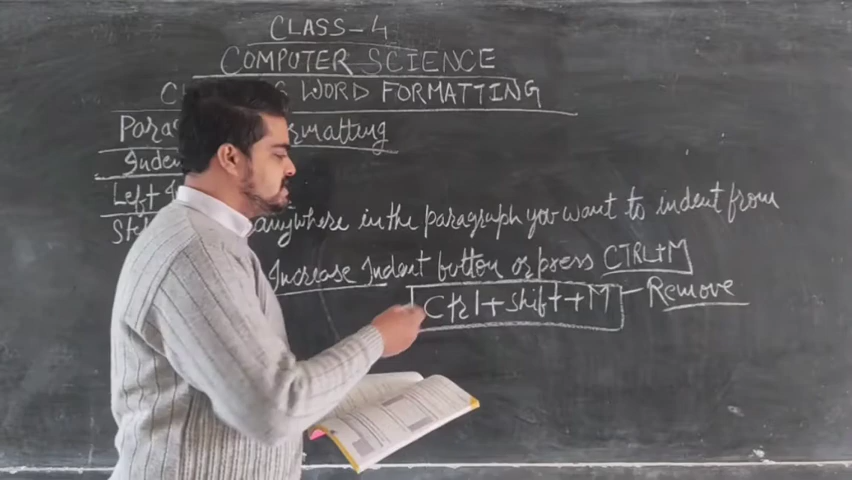 CLASS-4
COMPUTER SCIENCE
WORD FORMATTING
Left
anywhere in the paragraph you want to indent from
Increase Indent button or press CTRL+M
Ctrl+Shift+M – Remove